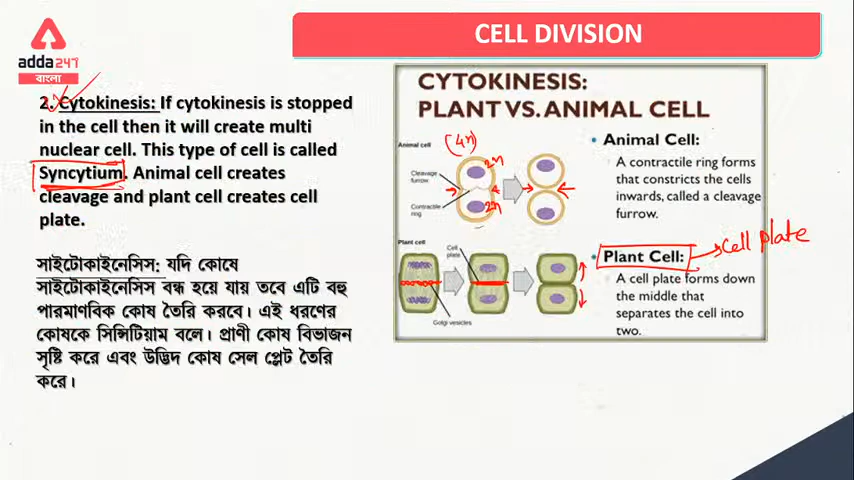 CELL DIVISION
adda247
বাংলা
2. Cytokinesis: If cytokinesis is stopped
in the cell then it will create multi
nuclear cell. This type of cell is called
Syncytium. Animal cell creates
cleavage and plant cell creates cell
plate.
সাইটোকাইনেসিস: যদি কোষে
সাইটোকাইনেসিস বন্ধ হয়ে যায় তবে এটি বহু
পারমাণবিক কোষ তৈরি করবে। এই ধরণের
কোষকে সিন্সিটিয়াম বলে। প্রাণী কোষ বিভাজন
সৃষ্টি করে এবং উদ্ভিদ কোষ সেল প্লেট তৈরি
করে।
CYTOKINESIS:
PLANT VS. ANIMAL CELL
Animal cell
(4n)
2n
Cleavage
furrow
Contractile
ring
2n
Plant cell
Cell
plate
Golgi vesicles
• Animal Cell:
A contractile ring forms
that constricts the cells
inwards, called a cleavage
furrow.
• Plant Cell:
Cell plate
A cell plate forms down
the middle that
separates the cell into
two.